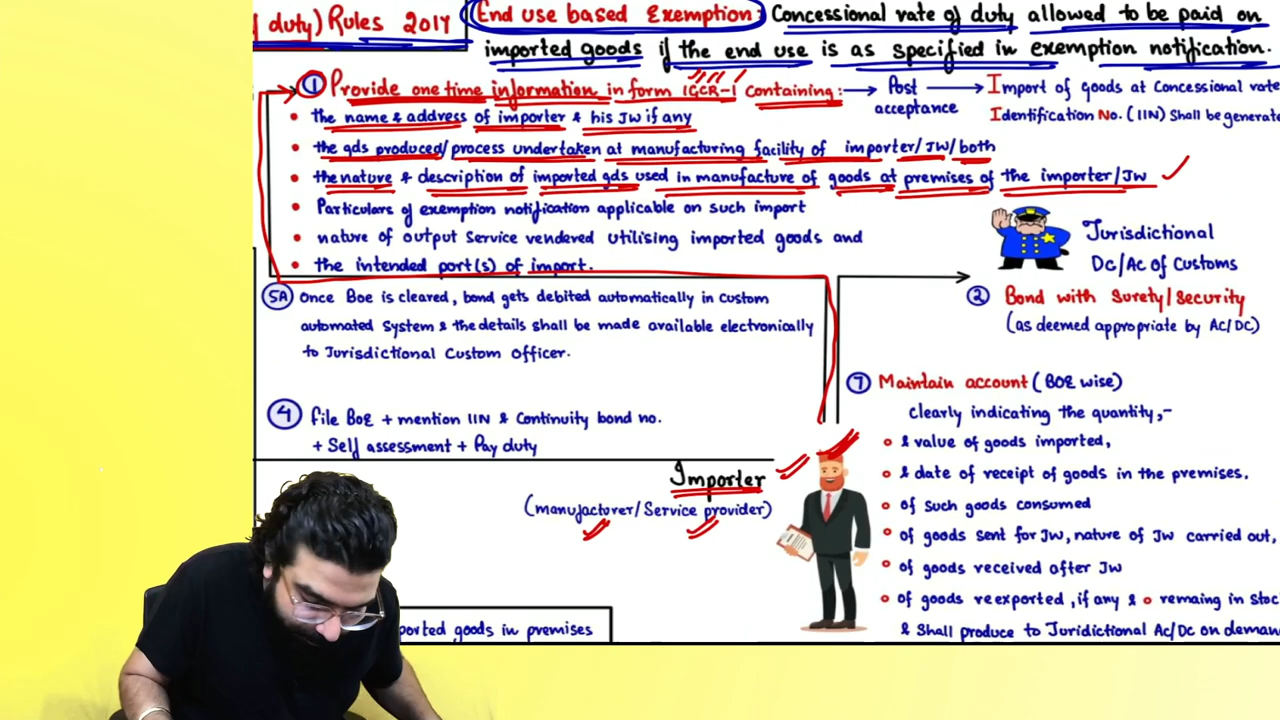 duty) Rules 2017
End use based Exemption: Concessional rate of duty allowed to be paid on
imported goods if the end use is as specified in exemption notification.
① Provide one time information in form IGCR-1 containing:
Post acceptance
Import of goods at Concessional rate
Identification No. (IIN) Shall be generate
• the name & address of importer & his JW if any
• the gds produced/process undertaken at manufacturing facility of importer/JW/both
• the nature & description of imported gds used in manufacture of goods at premises of the importer/JW
• Particulars of exemption notification applicable on such import
• nature of output Service vendered utilising imported goods and
• the intended port(s) of import.
Jurisdictional
Dc/Ac of Customs
② Bond with Surety/Security
(as deemed appropriate by AC/DC)
5A Once BoE is cleared, bond gets debited automatically in custom
automated System & the details shall be made available electronically
to Jurisdictional Custom Officer.
④ File BoE + mention IIN & Continuity bond no.
+ Self assessment + Pay duty
Importer
(manufacturer/Service provider)
⑦ Maintain account (BOE wise)
clearly indicating the quantity,-
o & value of goods imported,
o & date of receipt of goods in the premises.
o of such goods consumed
o of goods sent for JW, nature of JW carried out,
o of goods received after JW
o of goods reexported, if any & o remaing in Stoc
& Shall produce to Juridictional Ac/Dc on deman
ported goods in premises